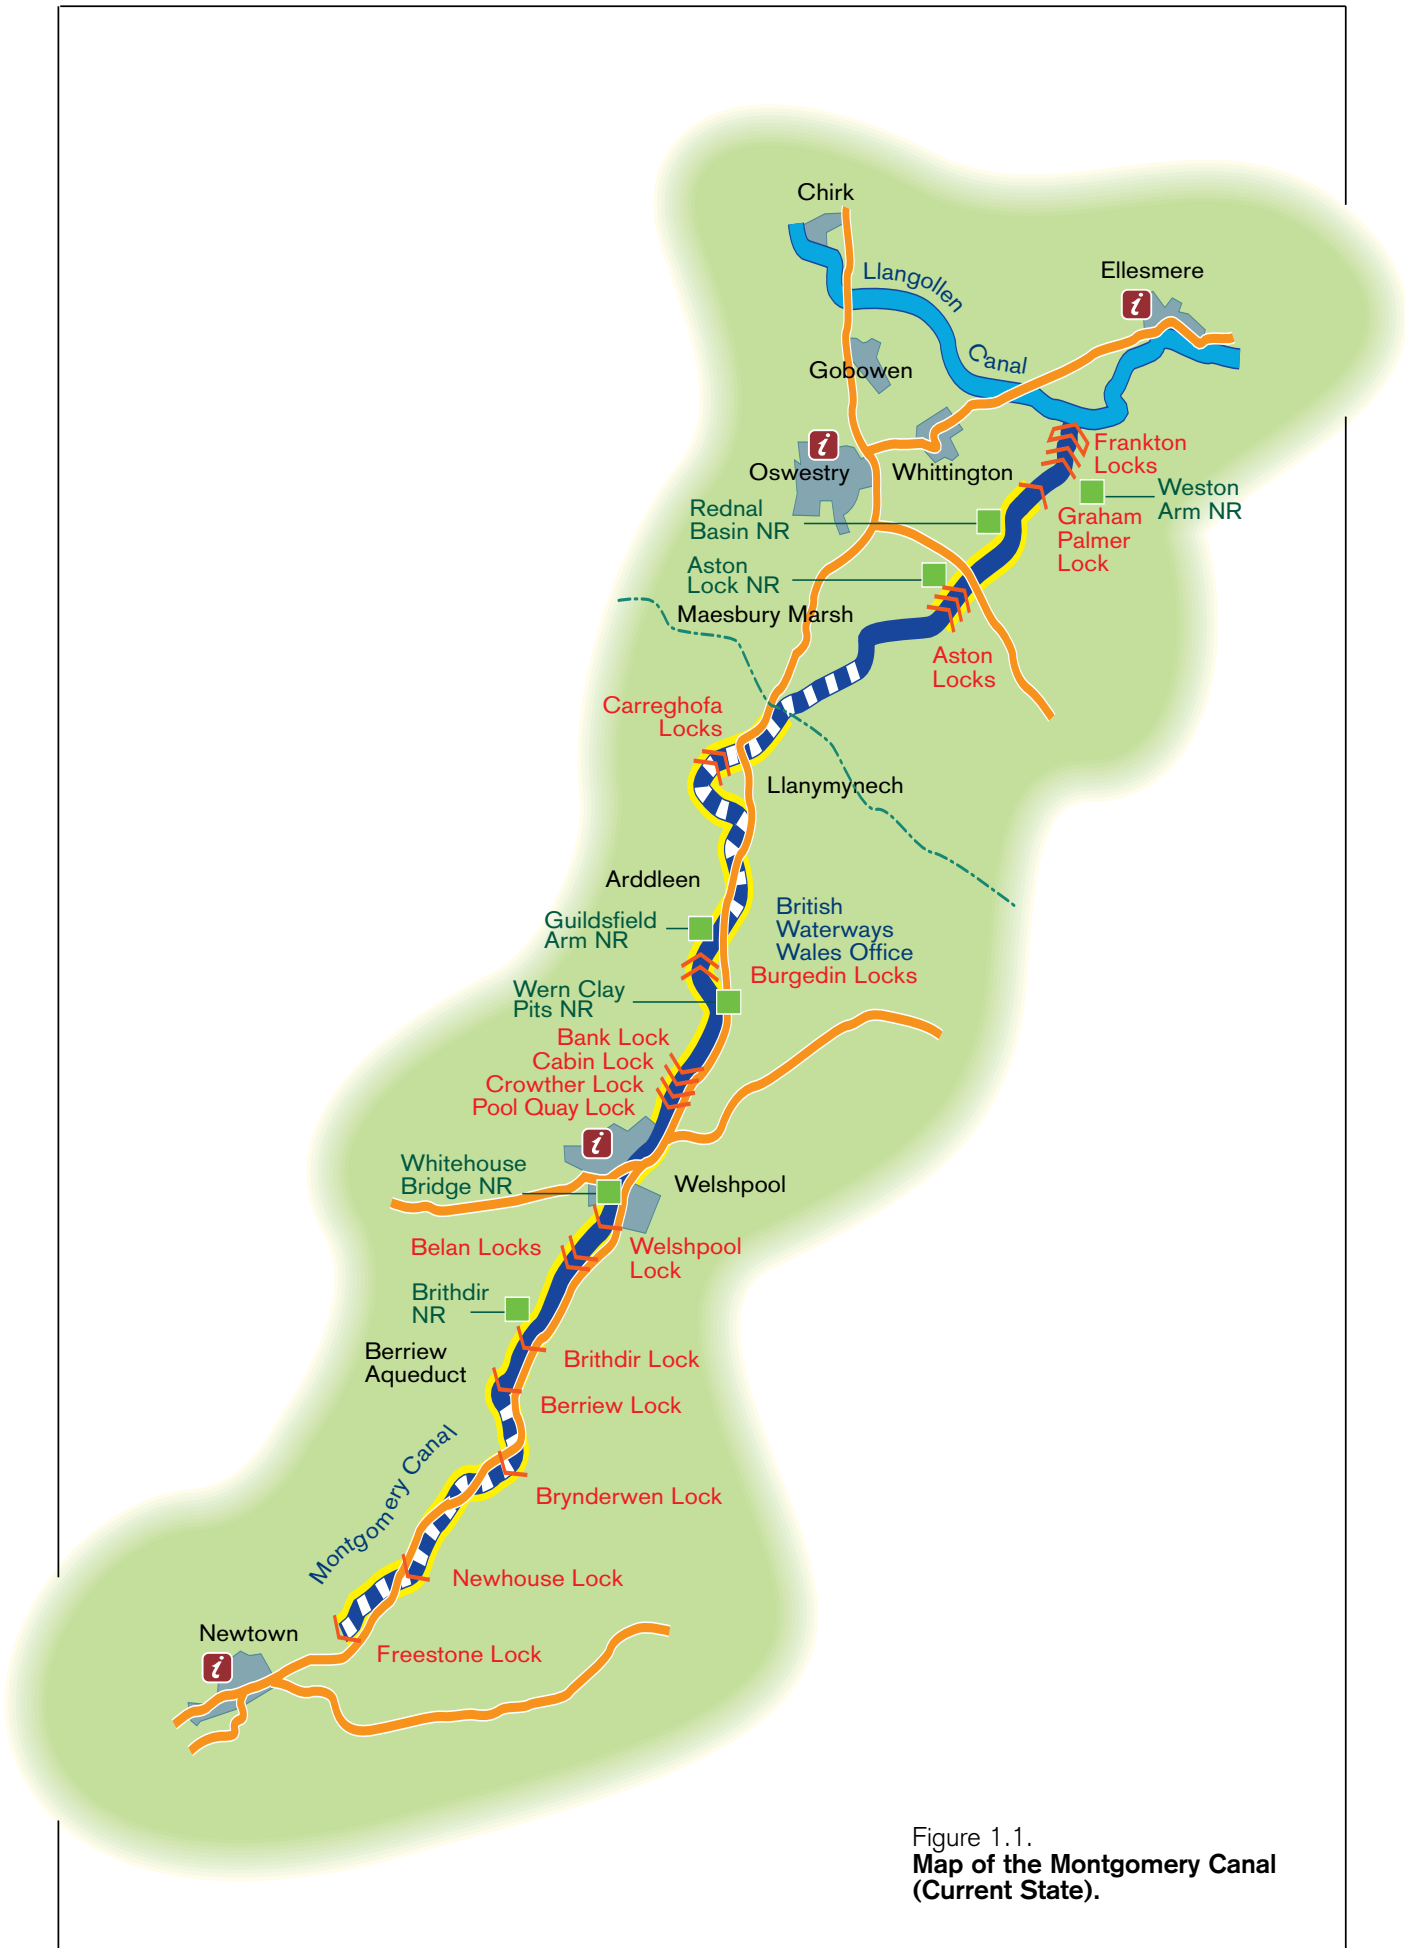 Chirk
Llangollen
Canal
Ellesmere
i
Gobowen
i
Oswestry
Whittington
Frankton
Locks
Weston
Arm NR
Rednal
Basin NR
Graham
Palmer
Lock
Aston
Lock NR
Maesbury Marsh
Aston
Locks
Carreghofa
Locks
Llanymynech
Arddleen
Guildsfield
Arm NR
British
Waterways
Wales Office
Burgedin Locks
Wern Clay
Pits NR
Bank Lock
Cabin Lock
Crowther Lock
Pool Quay Lock
i
Whitehouse
Bridge NR
Welshpool
Belan Locks
Welshpool
Lock
Brithdir
NR
Berriew
Aqueduct
Brithdir Lock
Berriew Lock
Montgomery Canal
Brynderwen Lock
Newhouse Lock
Newtown
i
Freestone Lock
Figure 1.1.
Map of the Montgomery Canal
(Current State).